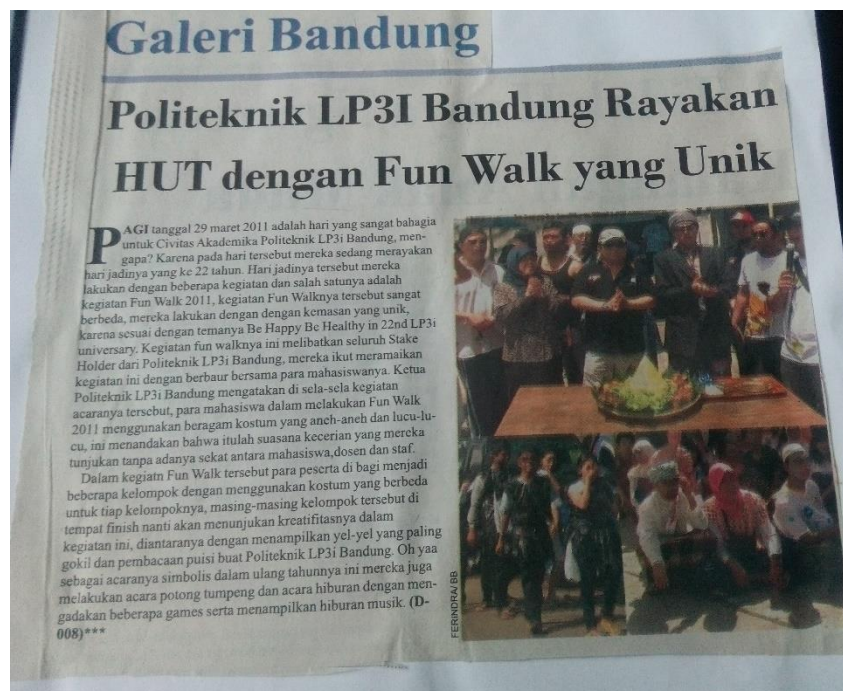 Galeri Bandung
Politeknik LP3I Bandung Rayakan
HUT dengan Fun Walk yang Unik
PAGI tanggal 29 maret 2011 adalah hari yang sangat bahagia
untuk Civitas Akademika Politeknik LP3i Bandung, men-
gapa? Karena pada hari tersebut mereka sedang merayakan
hari jadinya yang ke 22 tahun. Hari jadinya tersebut mereka
lakukan dengan beberapa kegiatan dan salah satunya adalah
kegiatan Fun Walk 2011, kegiatan Fun Walknya tersebut sangat
berbeda, mereka lakukan dengan dengan kemasan yang unik,
karena sesuai dengan temanya Be Happy Be Healthy in 22nd LP3i
universary. Kegiatan fun walknya ini melibatkan seluruh Stake
Holder dari Politeknik LP3i Bandung, mereka ikut meramaikan
kegiatan ini dengan berbaur bersama para mahasiswanya. Ketua
Politeknik LP3i Bandung mengatakan di sela-sela kegiatan
acaranya tersebut, para mahasiswa dalam melakukan Fun Walk
2011 menggunakan beragam kostum yang aneh-aneh dan lucu-lu-
cu, ini menandakan bahwa itulah suasana kecerian yang mereka
tunjukan tanpa adanya sekat antara mahasiswa,dosen dan staf.
Dalam kegiatn Fun Walk tersebut para peserta di bagi menjadi
beberapa kelompok dengan menggunakan kostum yang berbeda
untuk tiap kelompoknya, masing-masing kelompok tersebut di
tempat finish nanti akan menunjukan kreatifitasnya dalam
kegiatan ini, diantaranya dengan menampilkan yel-yel yang paling
gokil dan pembacaan puisi buat Politeknik LP3i Bandung. Oh yaa
sebagai acaranya simbolis dalam ulang tahunnya ini mereka juga
melakukan acara potong tumpeng dan acara hiburan dengan men-
gadakan beberapa games serta menampilkan hiburan musik. (D-
008)***
FERINDRA/ BB